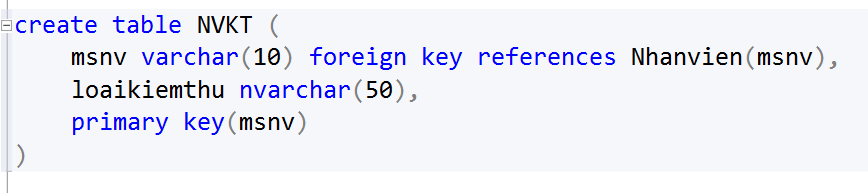 create table NVKT (
    msnv varchar(10) foreign key references Nhanvien(msnv),
    loaikiemthu nvarchar(50),
    primary key(msnv)
)